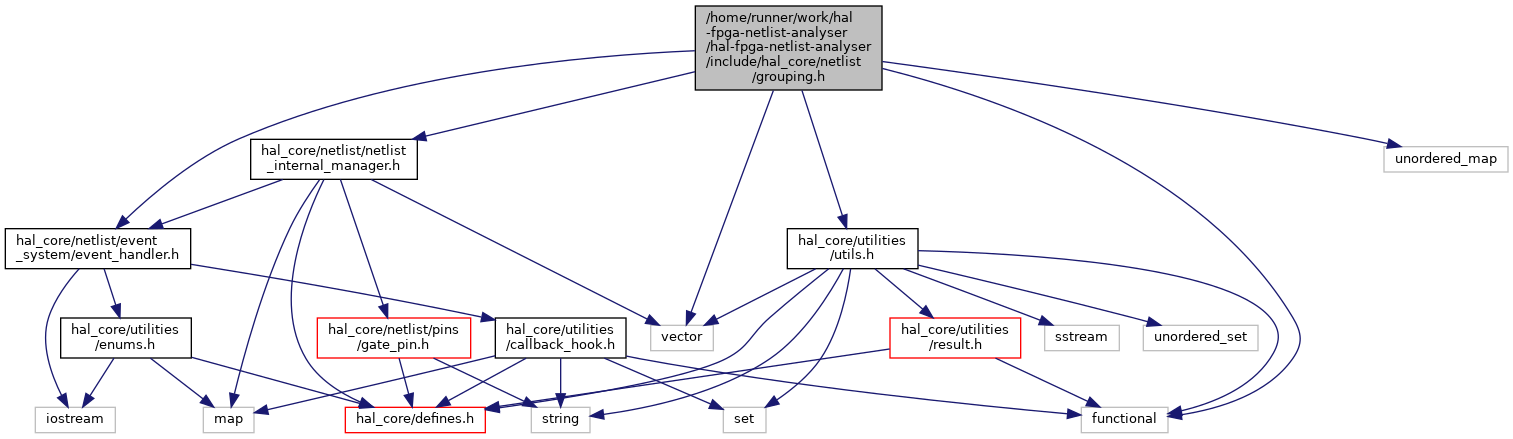 /home/runner/work/hal
-fpga-netlist-analyser
/hal-fpga-netlist-analyser
/include/hal_core/netlist
/grouping.h
hal_core/netlist/netlist
_internal_manager.h
unordered_map
hal_core/netlist/event
_system/event_handler.h
hal_core/utilities
/utils.h
hal_core/utilities
/enums.h
hal_core/netlist/pins
/gate_pin.h
hal_core/utilities
/callback_hook.h
vector
hal_core/utilities
/result.h
sstream
unordered_set
iostream
map
hal_core/defines.h
string
set
functional